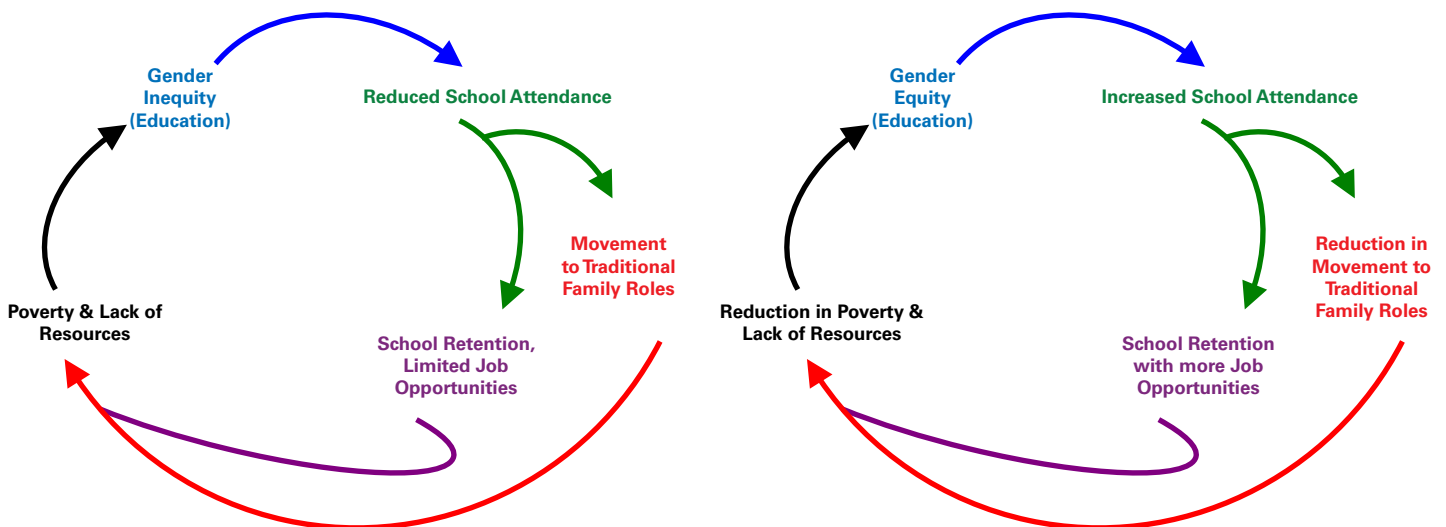 Gender
Inequity
(Education)
Reduced School Attendance
Movement
to Traditional
Family Roles
School Retention,
Limited Job
Opportunities
Poverty & Lack of
Resources
Gender
Equity
(Education)
Increased School Attendance
Reduction in
Movement to
Traditional
Family Roles
School Retention
with more Job
Opportunities
Reduction in Poverty &
Lack of Resources